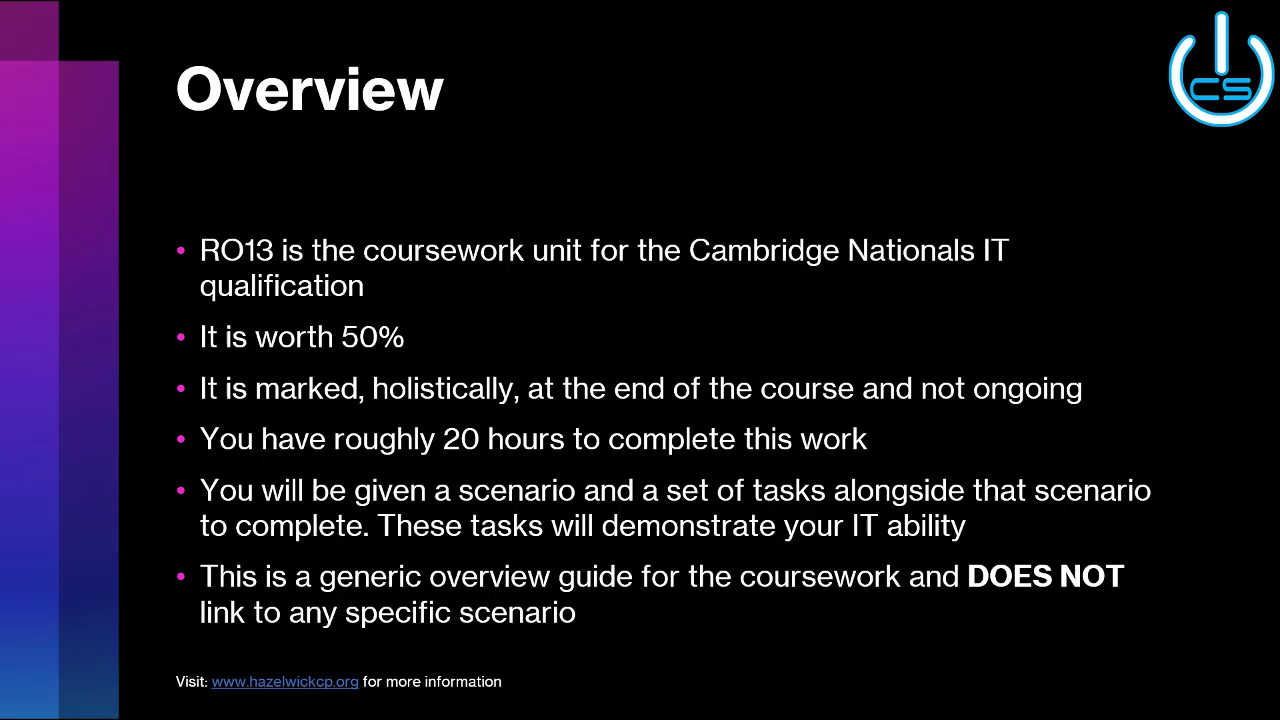 Overview
CS
• RO13 is the coursework unit for the Cambridge Nationals IT
qualification
• It is worth 50%
• It is marked, holistically, at the end of the course and not ongoing
• You have roughly 20 hours to complete this work
• You will be given a scenario and a set of tasks alongside that scenario
to complete. These tasks will demonstrate your IT ability
• This is a generic overview guide for the coursework and DOES NOT
link to any specific scenario
Visit: www.hazelwickcp.org for more information